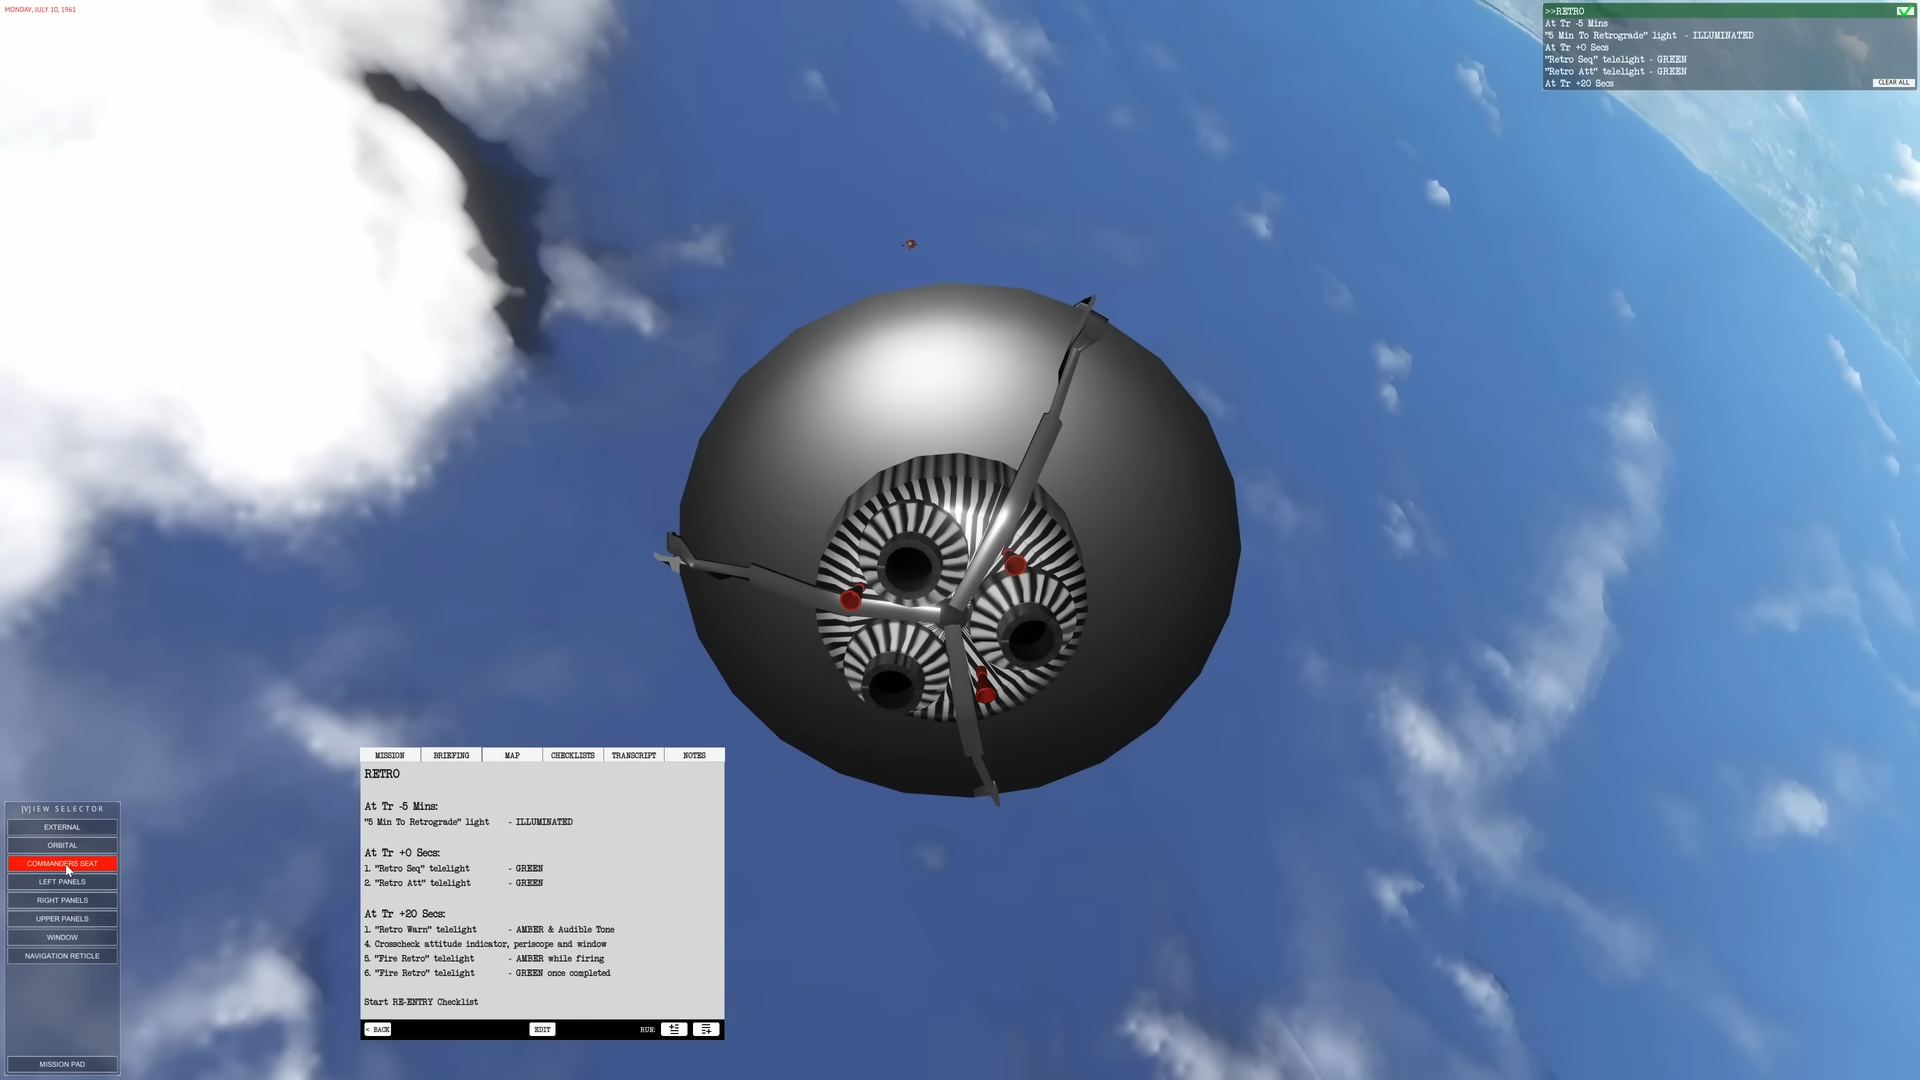 MONDAY, JULY 10, 1961
>>RETRO
At Tr -5 Mins
"5 Min To Retrograde" light - ILLUMINATED
At Tr +0 Secs
"Retro Seq" telelight - GREEN
"Retro Att" telelight - GREEN
At Tr +20 Secs
CLEAR ALL
MISSION BRIEFING MAP CHECKLISTS TRANSCRIPT NOTES
RETRO
At Tr -5 Mins:
"5 Min To Retrograde" light - ILLUMINATED
At Tr +0 Secs:
1. "Retro Seq" telelight - GREEN
2. "Retro Att" telelight - GREEN
At Tr +20 Secs:
1. "Retro Warn" telelight - AMBER & Audible Tone
4. Crosscheck attitude indicator, periscope and window
5. "Fire Retro" telelight - AMBER while firing
6. "Fire Retro" telelight - GREEN once completed
Start RE-ENTRY Checklist
< BACK EDIT RUN:
[V]IEW SELECTOR
EXTERNAL
ORBITAL
COMMANDERS SEAT
LEFT PANELS
RIGHT PANELS
UPPER PANELS
WINDOW
NAVIGATION RETICLE
MISSION PAD